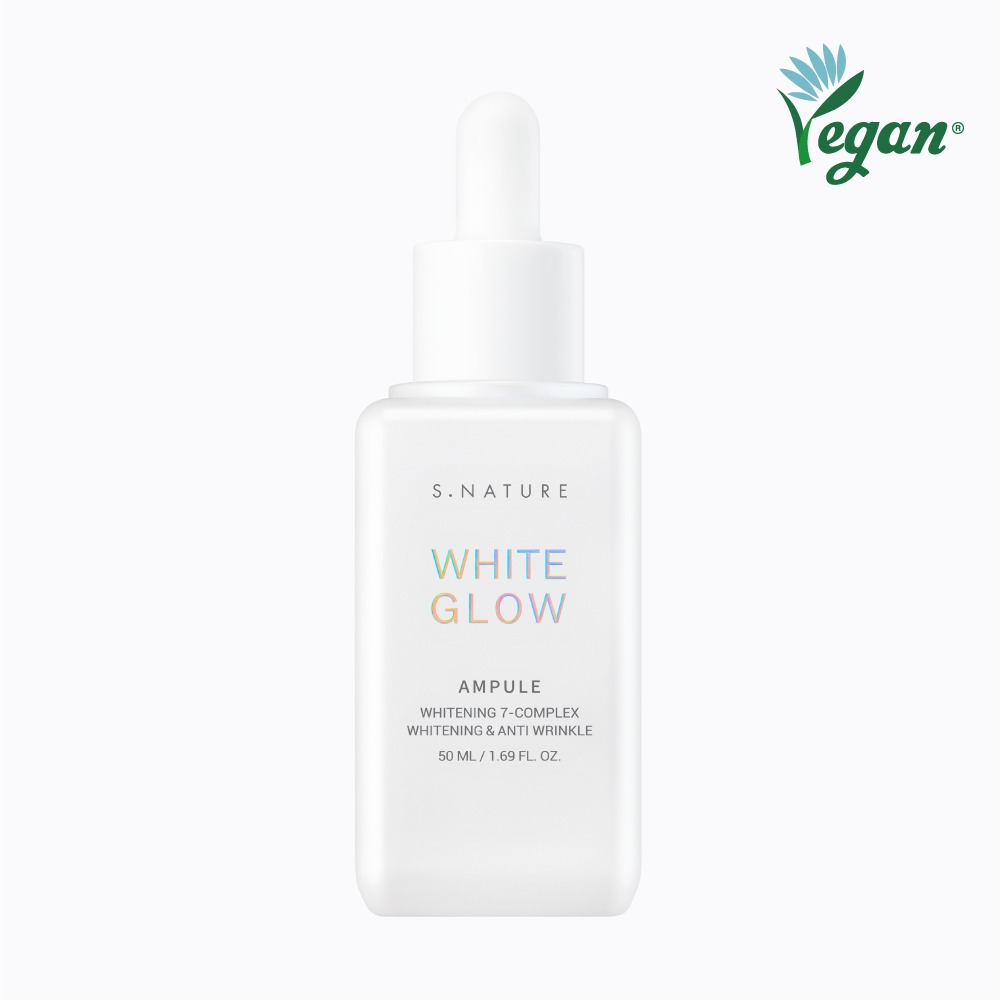 Vegan®
S.NATURE
WHITE
GLOW
AMPULE
WHITENING 7-COMPLEX
WHITENING & ANTI WRINKLE
50 ML / 1.69 FL. OZ.